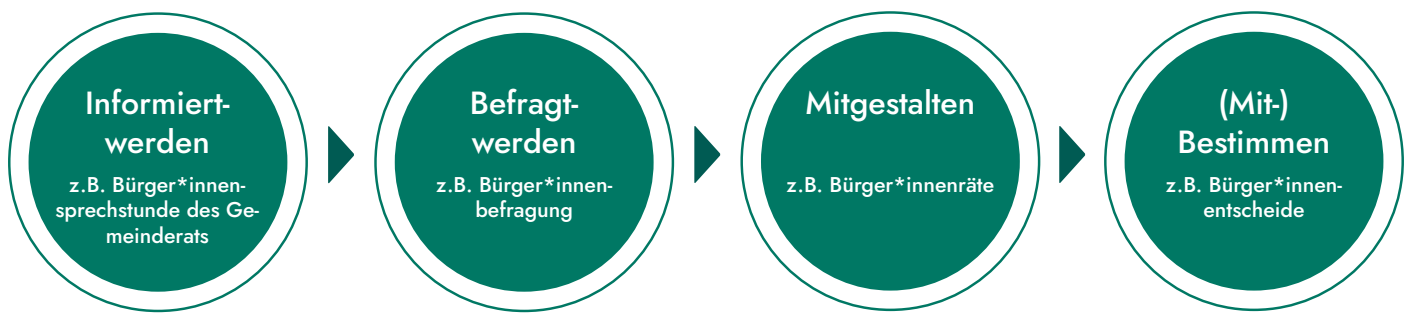 Informiert-
werden
z.B. Bürger*innen-
sprechstunde des Ge-
meinderats
Befragt-
werden
z.B. Bürger*innen-
befragung
Mitgestalten
z.B. Bürger*innenräte
(Mit-)
Bestimmen
z.B. Bürger*innen-
entscheide